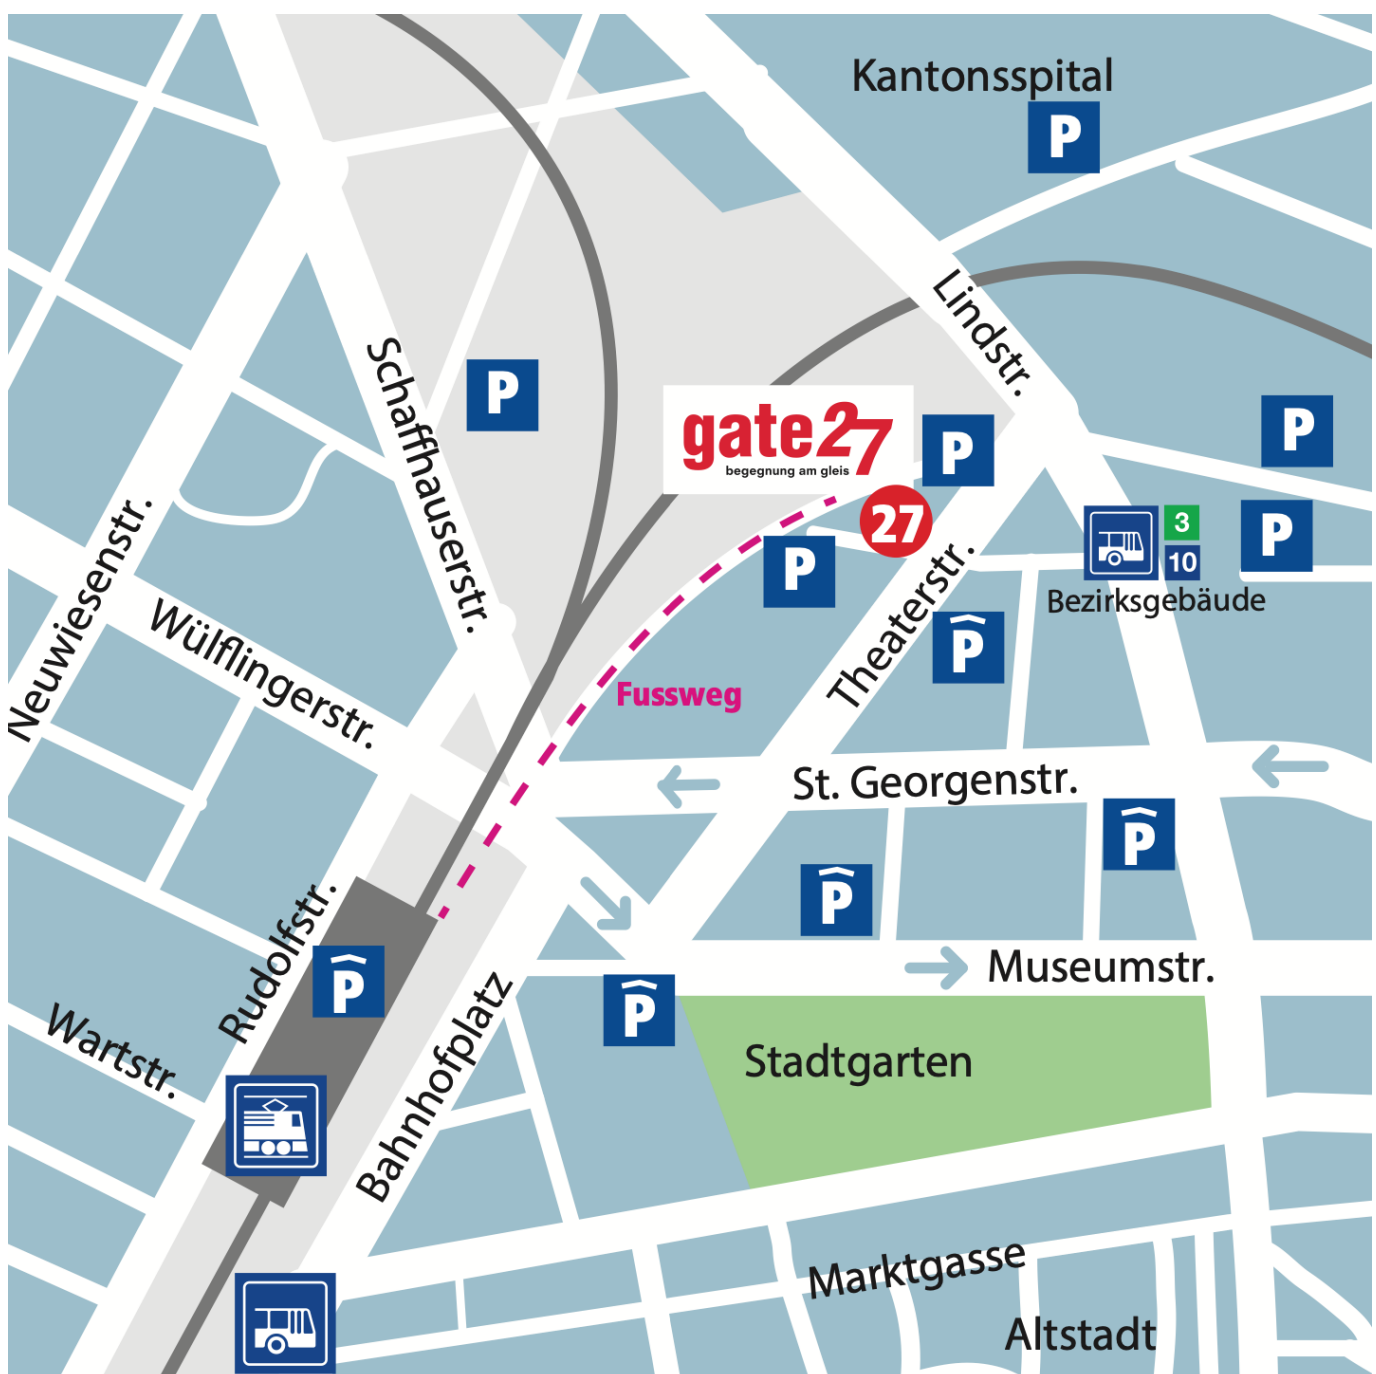 Kantonsspital
P
Lindstr.
Schaffhauserstr.
P
gate27
begegnung am gleis
P
P
27
3
10
P
Bezirksgebäude
P
Neuwiesenstr.
Wülflingerstr.
Theaterstr.
P
Fussweg
St. Georgenstr.
P
P
Rudolfstr.
P
Museumstr.
Bahnhofplatz
P
Wartstr.
Stadtgarten
Marktgasse
Altstadt